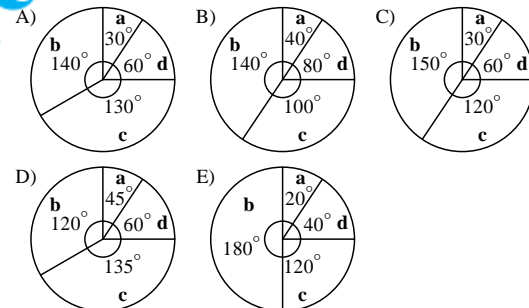 A) a 30° b 140° 60° d 130° c
B) a 40° b 140° 80° d 100° c
C) a 30° b 150° 60° d 120° c
D) a 45° b 120° 60° d 135° c
E) a 20° b 180° 40° d 120° c